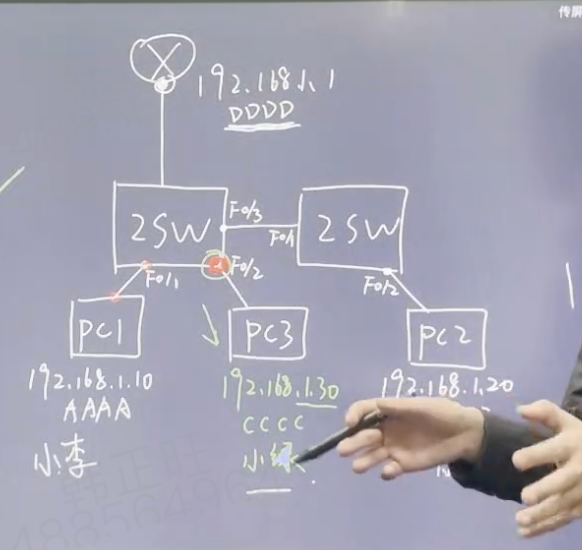 传屏
192.168.1.1
DDDD
2SW
F0/3
F0/1
2SW
F0/1
F0/2
F0/2
PC1
PC3
PC2
192.168.1.10
192.168.1.30
192.168.1.20
AAAA
CCCC
小李
小绿